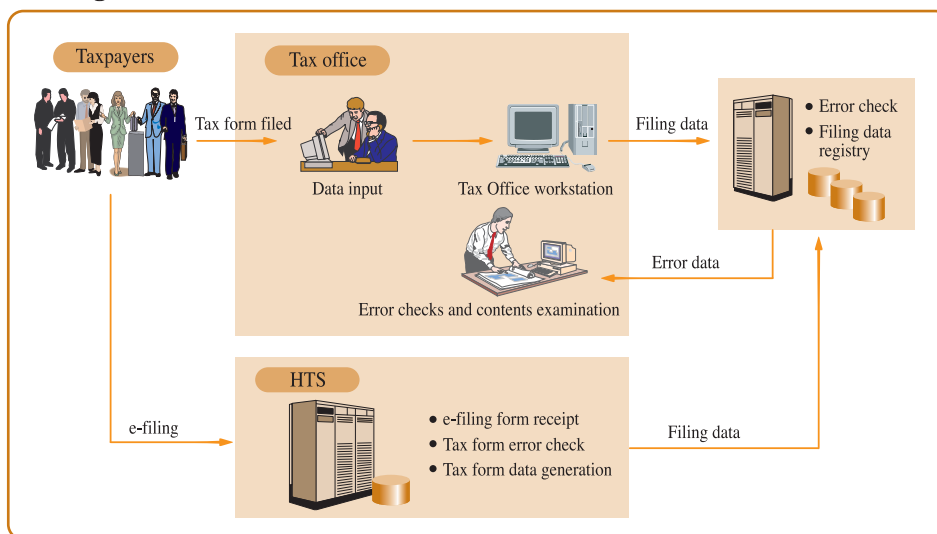 Taxpayers
Tax office
Tax form filed
Data input
Tax Office workstation
Filing data
• Error check
• Filing data
registry
Error data
Error checks and contents examination
HTS
e-filing
• e-filing form receipt
• Tax form error check
• Tax form data generation
Filing data